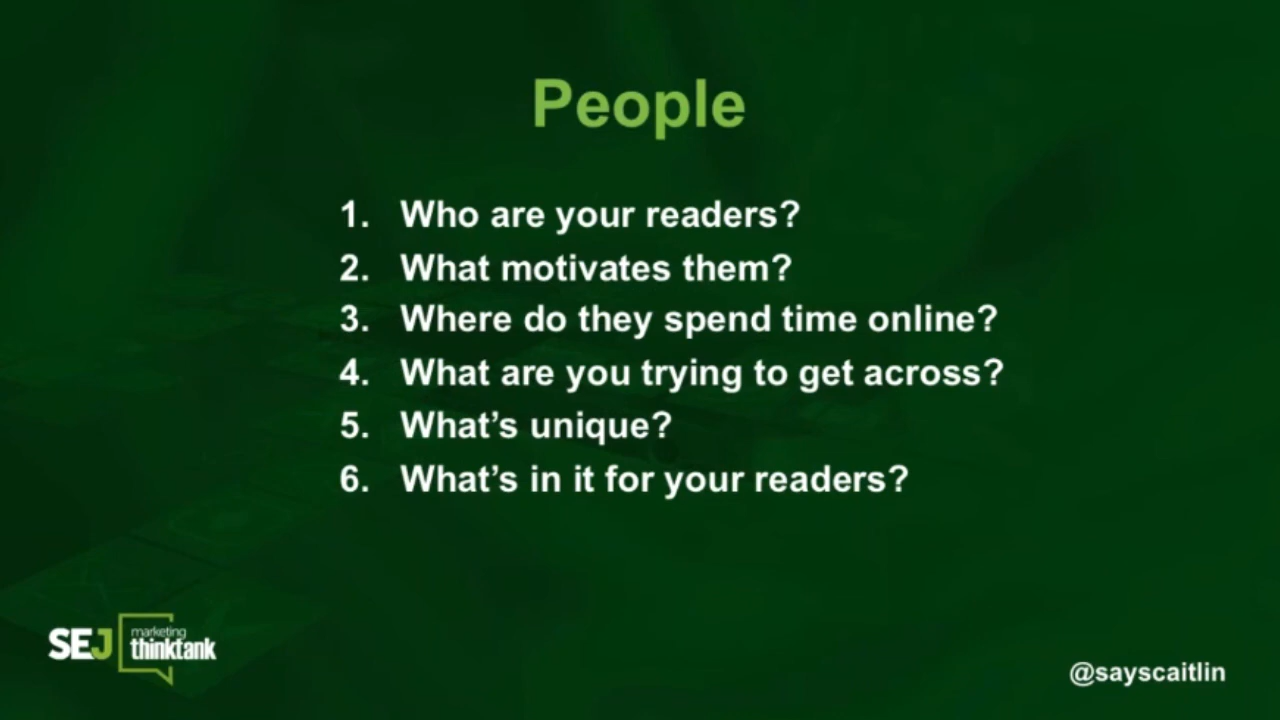 People
1. Who are your readers?
2. What motivates them?
3. Where do they spend time online?
4. What are you trying to get across?
5. What’s unique?
6. What’s in it for your readers?
SEJ marketing
thinktank
@sayscaitlin